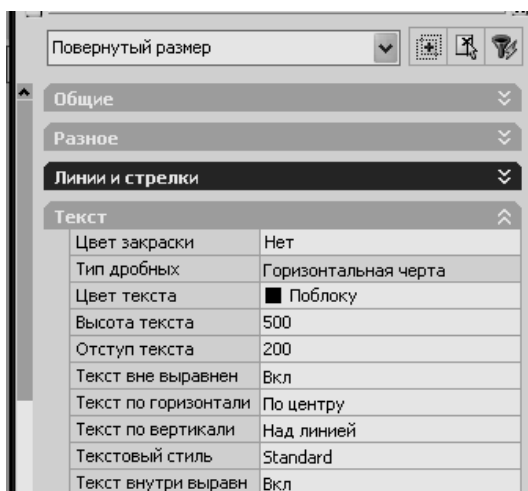 Повернутый размер
Общие
Разное
Линии и стрелки
Текст
Цвет закраски Нет
Тип дробных Горизонтальная черта
Цвет текста Поблоку
Высота текста 500
Отступ текста 200
Текст вне выравнен Вкл
Текст по горизонтали По центру
Текст по вертикали Над линией
Текстовый стиль Standard
Текст внутри выравн Вкл